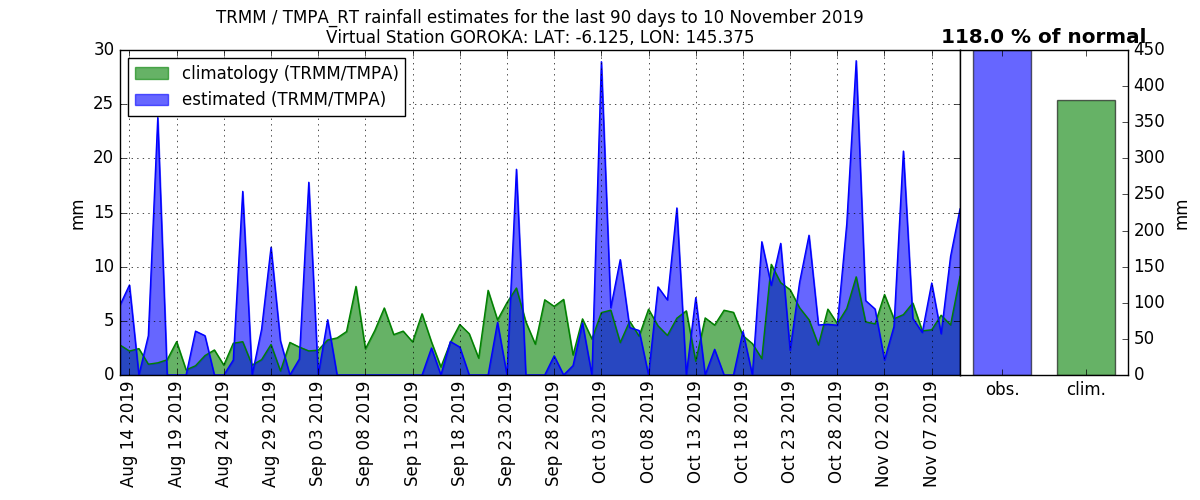 TRMM / TMPA_RT rainfall estimates for the last 90 days to 10 November 2019
Virtual Station GOROKA: LAT: -6.125, LON: 145.375
118.0 % of normal
climatology (TRMM/TMPA)
estimated (TRMM/TMPA)
30
25
20
15
10
5
0
mm
450
400
350
300
250
200
150
100
50
0
mm
Aug 14 2019
Aug 19 2019
Aug 24 2019
Aug 29 2019
Sep 03 2019
Sep 08 2019
Sep 13 2019
Sep 18 2019
Sep 23 2019
Sep 28 2019
Oct 03 2019
Oct 08 2019
Oct 13 2019
Oct 18 2019
Oct 23 2019
Oct 28 2019
Nov 02 2019
Nov 07 2019
obs.
clim.